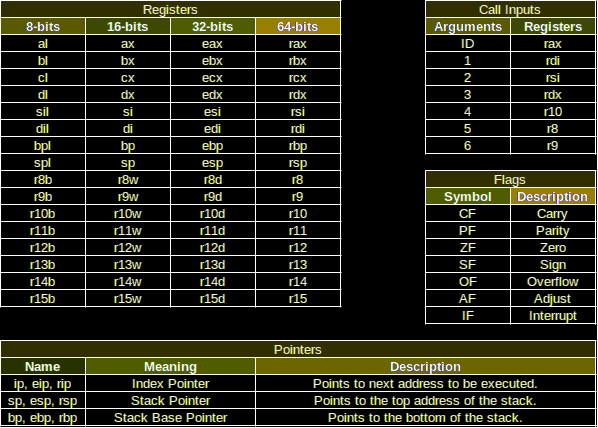 Registers
8-bits 16-bits 32-bits 64-bits
al ax eax rax
bl bx ebx rbx
cl cx ecx rcx
dl dx edx rdx
sil si esi rsi
dil di edi rdi
bpl bp ebp rbp
spl sp esp rsp
r8b r8w r8d r8
r9b r9w r9d r9
r10b r10w r10d r10
r11b r11w r11d r11
r12b r12w r12d r12
r13b r13w r13d r13
r14b r14w r14d r14
r15b r15w r15d r15
Call Inputs
Arguments Registers
ID rax
1 rdi
2 rsi
3 rdx
4 r10
5 r8
6 r9
Flags
Symbol Description
CF Carry
PF Parity
ZF Zero
SF Sign
OF Overflow
AF Adjust
IF Interrupt
Pointers
Name Meaning Description
ip, eip, rip Index Pointer Points to next address to be executed.
sp, esp, rsp Stack Pointer Points to the top address of the stack.
bp, ebp, rbp Stack Base Pointer Points to the bottom of the stack.